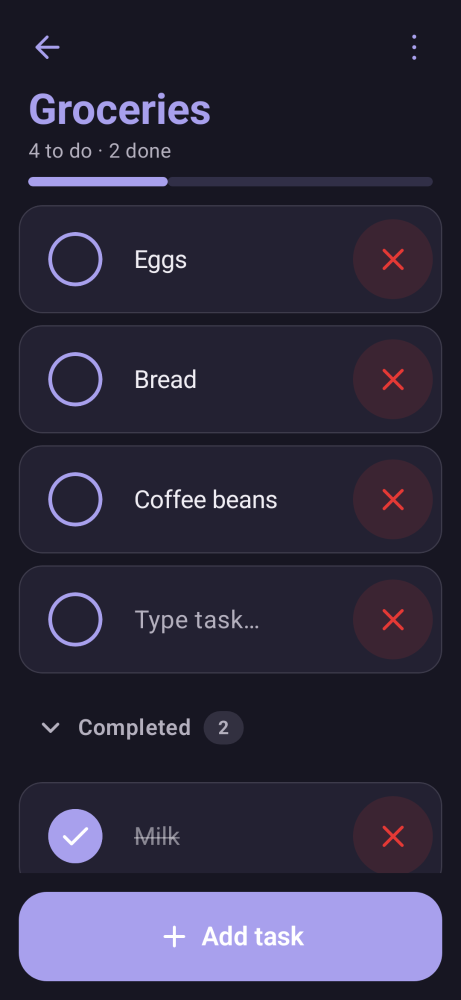 Groceries
4 to do · 2 done
Eggs
Bread
Coffee beans
Type task...
Completed 2
Milk
Add task